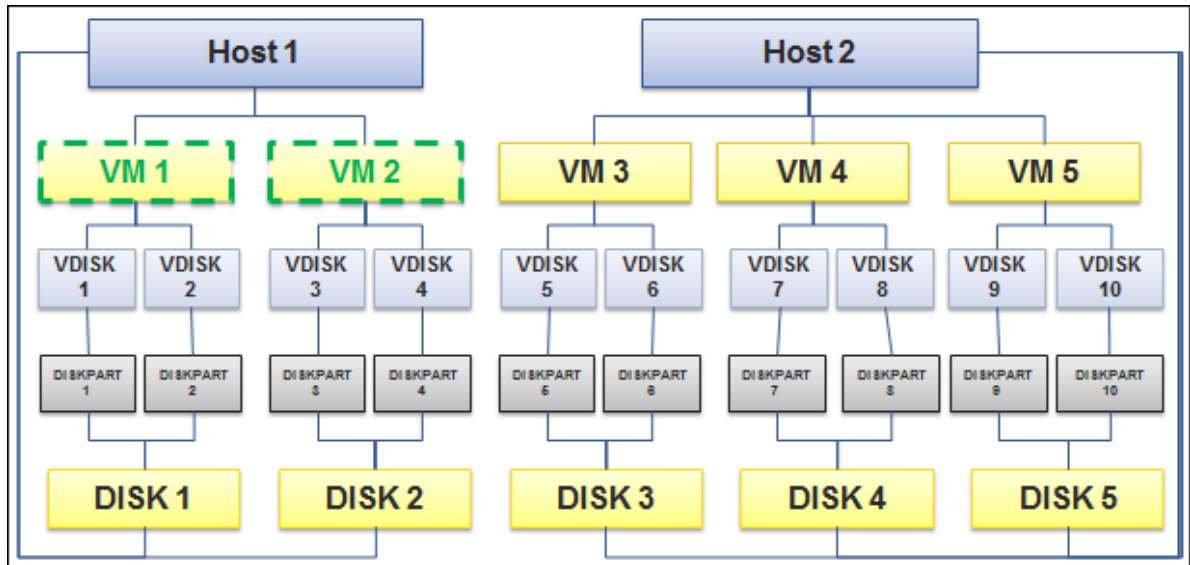 Host 1
Host 2
VM 1
VM 2
VM 3
VM 4
VM 5
VDISK
1
VDISK
2
VDISK
3
VDISK
4
VDISK
5
VDISK
6
VDISK
7
VDISK
8
VDISK
9
VDISK
10
DISKPART
1
DISKPART
2
DISKPART
3
DISKPART
4
DISKPART
5
DISKPART
6
DISKPART
7
DISKPART
8
DISKPART
9
DISKPART
10
DISK 1
DISK 2
DISK 3
DISK 4
DISK 5